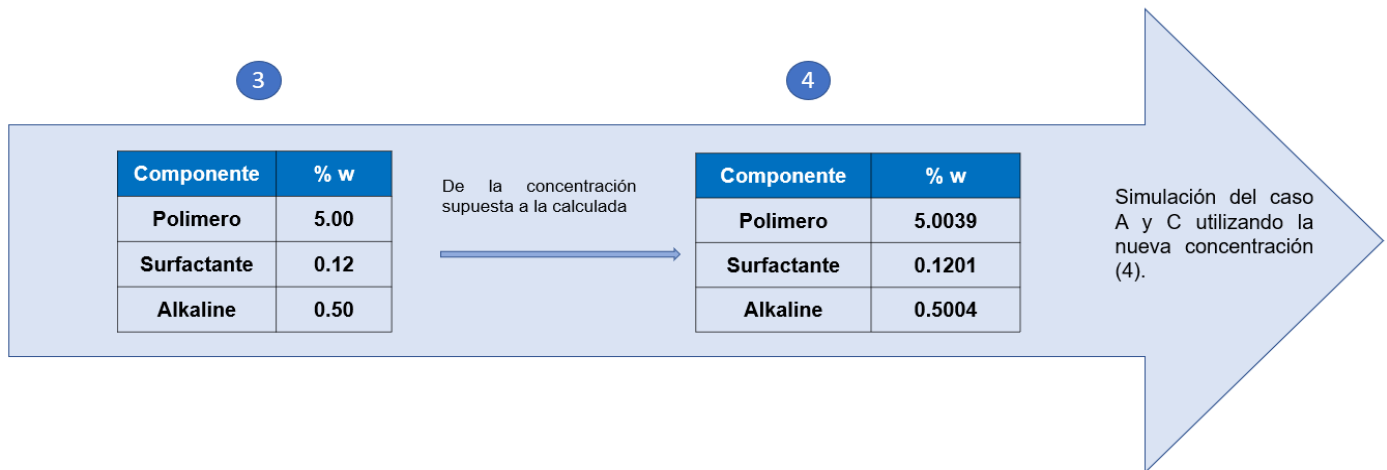 3
4
Componente % w
Polimero 5.00
Surfactante 0.12
Alkaline 0.50
De la concentración
supuesta a la calculada
Componente % w
Polimero 5.0039
Surfactante 0.1201
Alkaline 0.5004
Simulación del caso
A y C utilizando la
nueva concentración
(4).